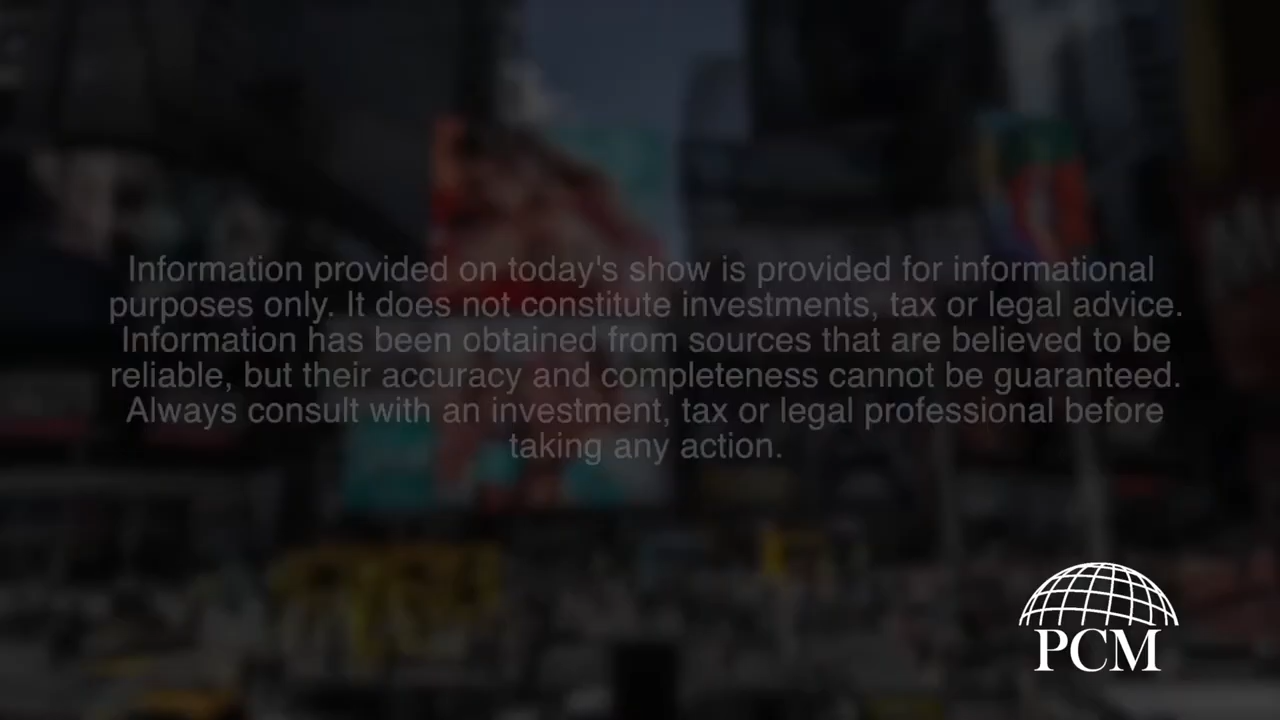 Information provided on today's show is provided for informational
purposes only. It does not constitute investments, tax or legal advice.
Information has been obtained from sources that are believed to be
reliable, but their accuracy and completeness cannot be guaranteed.
Always consult with an investment, tax or legal professional before
taking any action.
PCM